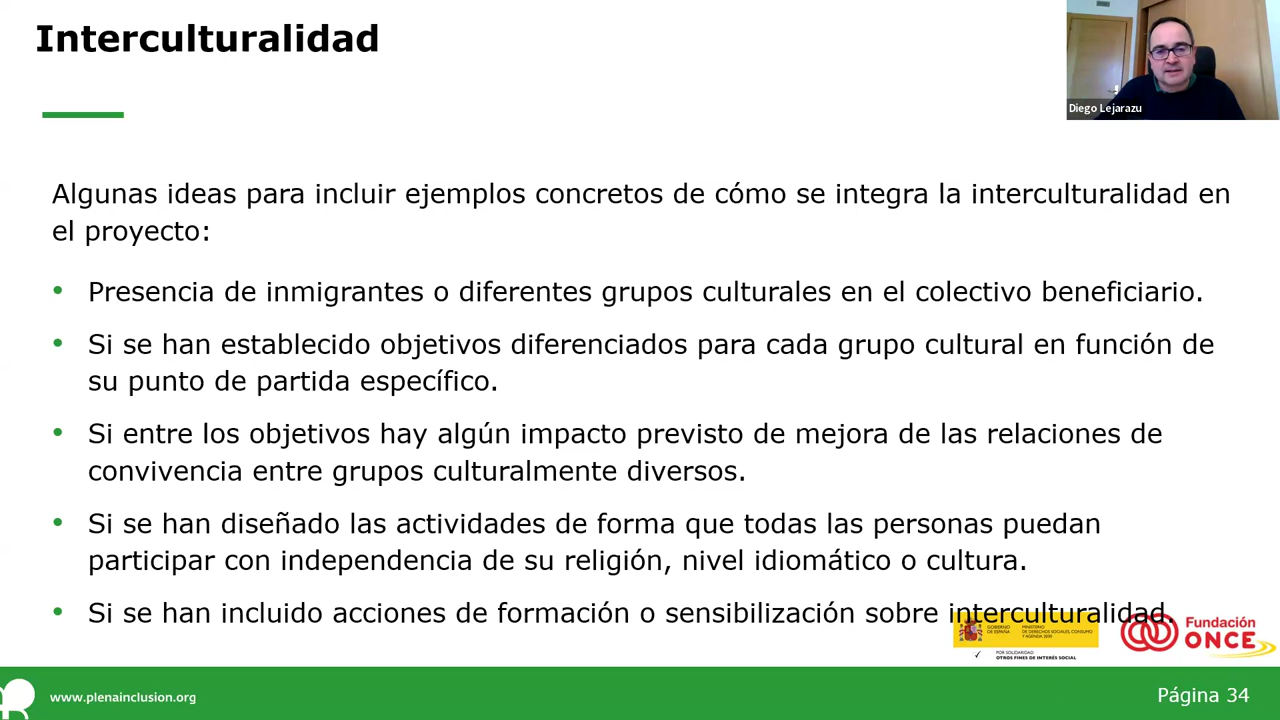 Interculturalidad
Diego Lejarazu
Algunas ideas para incluir ejemplos concretos de cómo se integra la interculturalidad en
el proyecto:
• Presencia de inmigrantes o diferentes grupos culturales en el colectivo beneficiario.
• Si se han establecido objetivos diferenciados para cada grupo cultural en función de
su punto de partida específico.
• Si entre los objetivos hay algún impacto previsto de mejora de las relaciones de
convivencia entre grupos culturalmente diversos.
• Si se han diseñado las actividades de forma que todas las personas puedan
participar con independencia de su religión, nivel idiomático o cultura.
• Si se han incluido acciones de formación o sensibilización sobre interculturalidad.
GOBIERNO
DE ESPAÑA
MINISTERIO
DE DERECHOS SOCIALES, CONSUMO
Y AGENDA 2030
POR SOLIDARIDAD
OTROS FINES DE INTERÉS SOCIAL
Fundación
ONCE
www.plenainclusion.org
Página 34